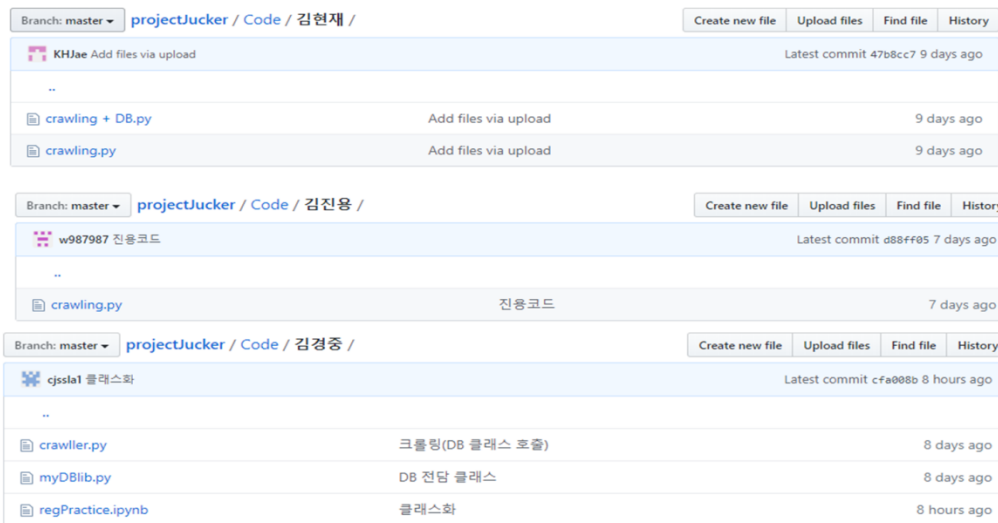 Branch: master projectJucker / Code / 김현재 / Create new file Upload files Find file History
KHJae Add files via upload Latest commit 47b8cc7 9 days ago
..
crawling + DB.py Add files via upload 9 days ago
crawling.py Add files via upload 9 days ago
Branch: master projectJucker / Code / 김진용 / Create new file Upload files Find file History
w987987 진용코드 Latest commit d88ff05 7 days ago
..
crawling.py 진용코드 7 days ago
Branch: master projectJucker / Code / 김경중 / Create new file Upload files Find file History
cjssla1 클래스화 Latest commit cfa008b 8 hours ago
..
crawller.py 크롤링(DB 클래스 호출) 8 days ago
myDBlib.py DB 전담 클래스 8 days ago
regPractice.ipynb 클래스화 8 hours ago